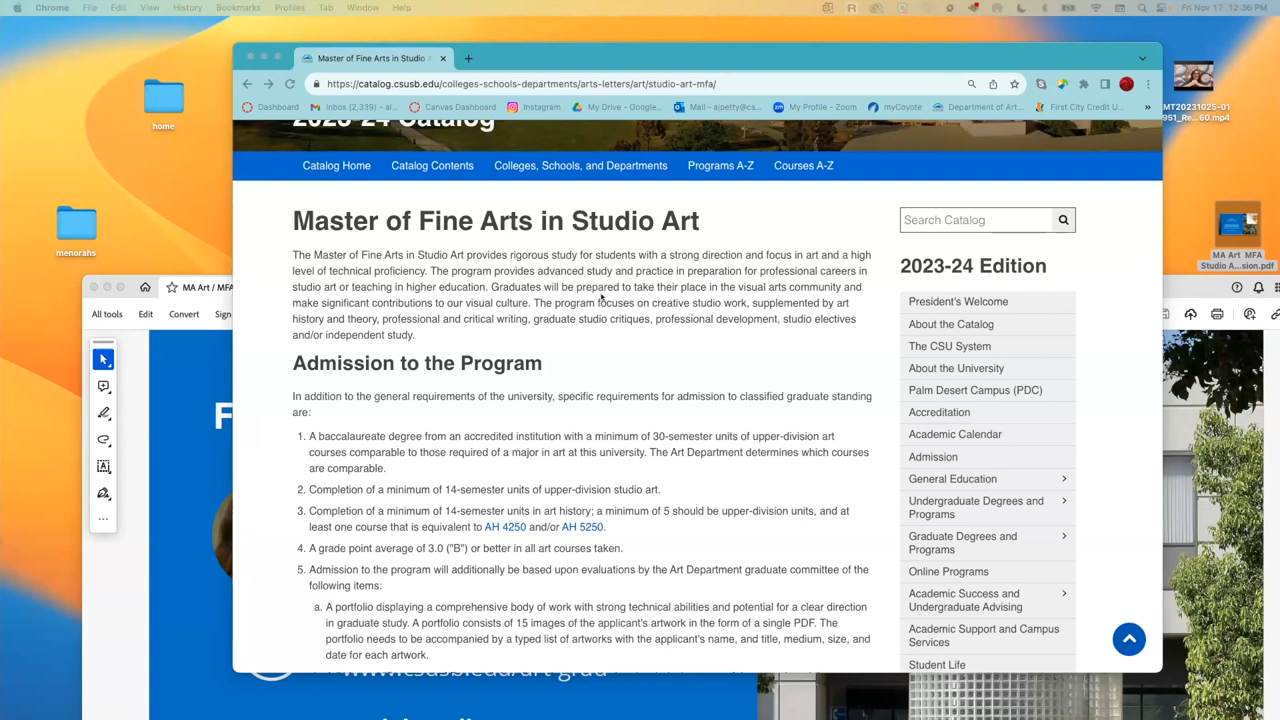 Chrome File Edit View History Bookmarks Profiles Tab Window Help
Fri Nov 17 12:36 PM
Master of Fine Arts in Studio
https://catalog.csusb.edu/colleges-schools-departments/arts-letters/art/studio-art-mfa/
Dashboard Inbox (2,339) - al... Canvas Dashboard Instagram My Drive - Google... Mail - ajpetty@cs... My Profile - Zoom myCoyote Department of Art... First City Credit U... »
home
menorahs
MT20231025-01
951_Re...60.mp4
MA Art MFA
Studio A...sion.pdf
2023-24 Catalog
Catalog Home Catalog Contents Colleges, Schools, and Departments Programs A-Z Courses A-Z
Master of Fine Arts in Studio Art
The Master of Fine Arts in Studio Art provides rigorous study for students with a strong direction and focus in art and a high
level of technical proficiency. The program provides advanced study and practice in preparation for professional careers in
studio art or teaching in higher education. Graduates will be prepared to take their place in the visual arts community and
make significant contributions to our visual culture. The program focuses on creative studio work, supplemented by art
history and theory, professional and critical writing, graduate studio critiques, professional development, studio electives
and/or independent study.
Admission to the Program
In addition to the general requirements of the university, specific requirements for admission to classified graduate standing
are:
1. A baccalaureate degree from an accredited institution with a minimum of 30-semester units of upper-division art
courses comparable to those required of a major in art at this university. The Art Department determines which courses
are comparable.
2. Completion of a minimum of 14-semester units of upper-division studio art.
3. Completion of a minimum of 14-semester units in art history; a minimum of 5 should be upper-division units, and at
least one course that is equivalent to AH 4250 and/or AH 5250.
4. A grade point average of 3.0 ("B") or better in all art courses taken.
5. Admission to the program will additionally be based upon evaluations by the Art Department graduate committee of the
following items:
a. A portfolio displaying a comprehensive body of work with strong technical abilities and potential for a clear direction
in graduate study. A portfolio consists of 15 images of the applicant's artwork in the form of a single PDF. The
portfolio needs to be accompanied by a typed list of artworks with the applicant's name, and title, medium, size, and
date for each artwork.
Search Catalog
2023-24 Edition
President's Welcome
About the Catalog
The CSU System
About the University
Palm Desert Campus (PDC)
Accreditation
Academic Calendar
Admission
General Education
Undergraduate Degrees and
Programs
Graduate Degrees and
Programs
Online Programs
Academic Success and
Undergraduate Advising
Academic Support and Campus
Services
Student Life
MA Art / MFA
All tools Edit Convert
F